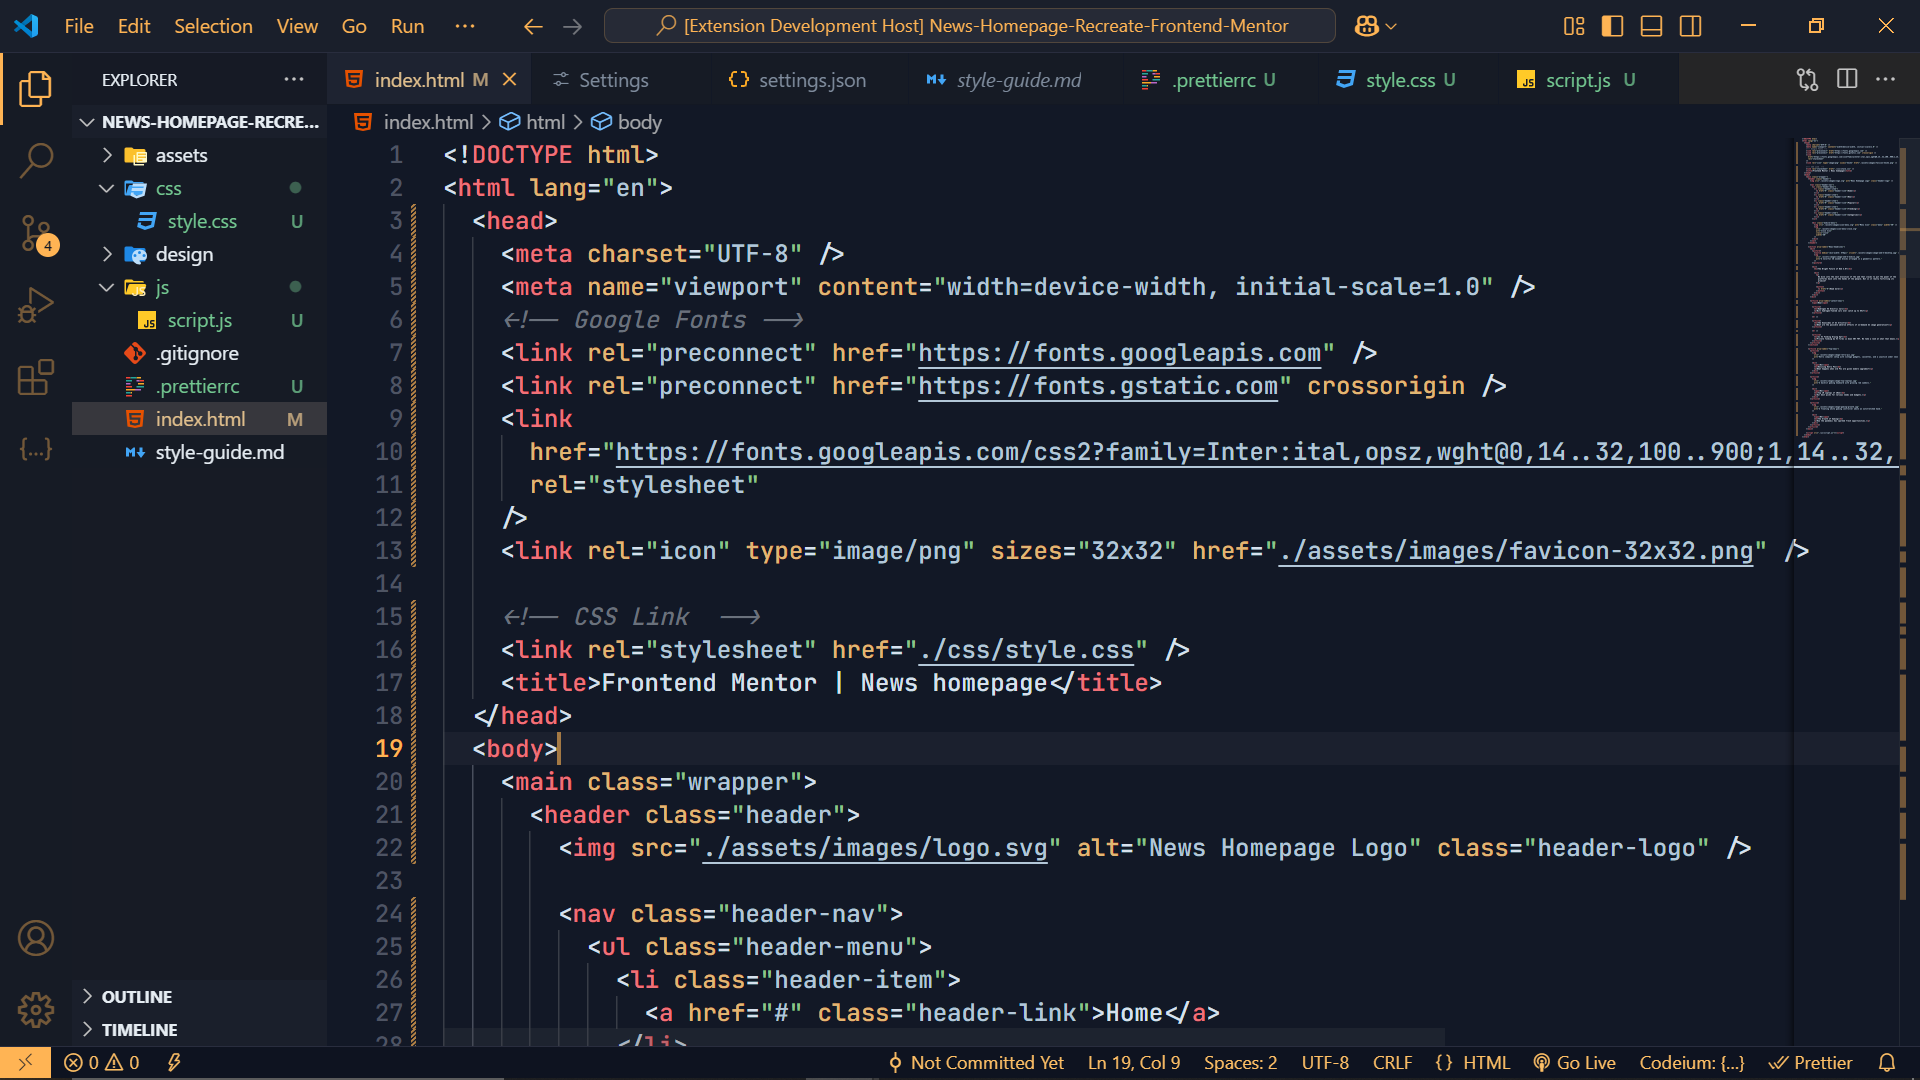 File Edit Selection View Go Run ···
[Extension Development Host] News-Homepage-Recreate-Frontend-Mentor
EXPLORER ···
NEWS-HOMEPAGE-RECRE...
assets
css
style.css U
design
js
script.js U
.gitignore
.prettierrc U
index.html M
style-guide.md
OUTLINE
TIMELINE
4
index.html M
Settings
settings.json
style-guide.md
.prettierrc U
style.css U
script.js U
index.html > html > body
1 <!DOCTYPE html>
2 <html lang="en">
3 <head>
4 <meta charset="UTF-8" />
5 <meta name="viewport" content="width=device-width, initial-scale=1.0" />
6 <!-- Google Fonts -->
7 <link rel="preconnect" href="https://fonts.googleapis.com" />
8 <link rel="preconnect" href="https://fonts.gstatic.com" crossorigin />
9 <link
10 href="https://fonts.googleapis.com/css2?family=Inter:ital,opsz,wght@0,14..32,100..900;1,14..32,
11 rel="stylesheet"
12 />
13 <link rel="icon" type="image/png" sizes="32x32" href="./assets/images/favicon-32x32.png" />
14
15 <!-- CSS Link  -->
16 <link rel="stylesheet" href="./css/style.css" />
17 <title>Frontend Mentor | News homepage</title>
18 </head>
19 <body>
20 <main class="wrapper">
21 <header class="header">
22 <img src="./assets/images/logo.svg" alt="News Homepage Logo" class="header-logo" />
23
24 <nav class="header-nav">
25 <ul class="header-menu">
26 <li class="header-item">
27 <a href="#" class="header-link">Home</a>
28 </li>
0 0 Not Committed Yet Ln 19, Col 9 Spaces: 2 UTF-8 CRLF {} HTML Go Live Codeium: {...} Prettier